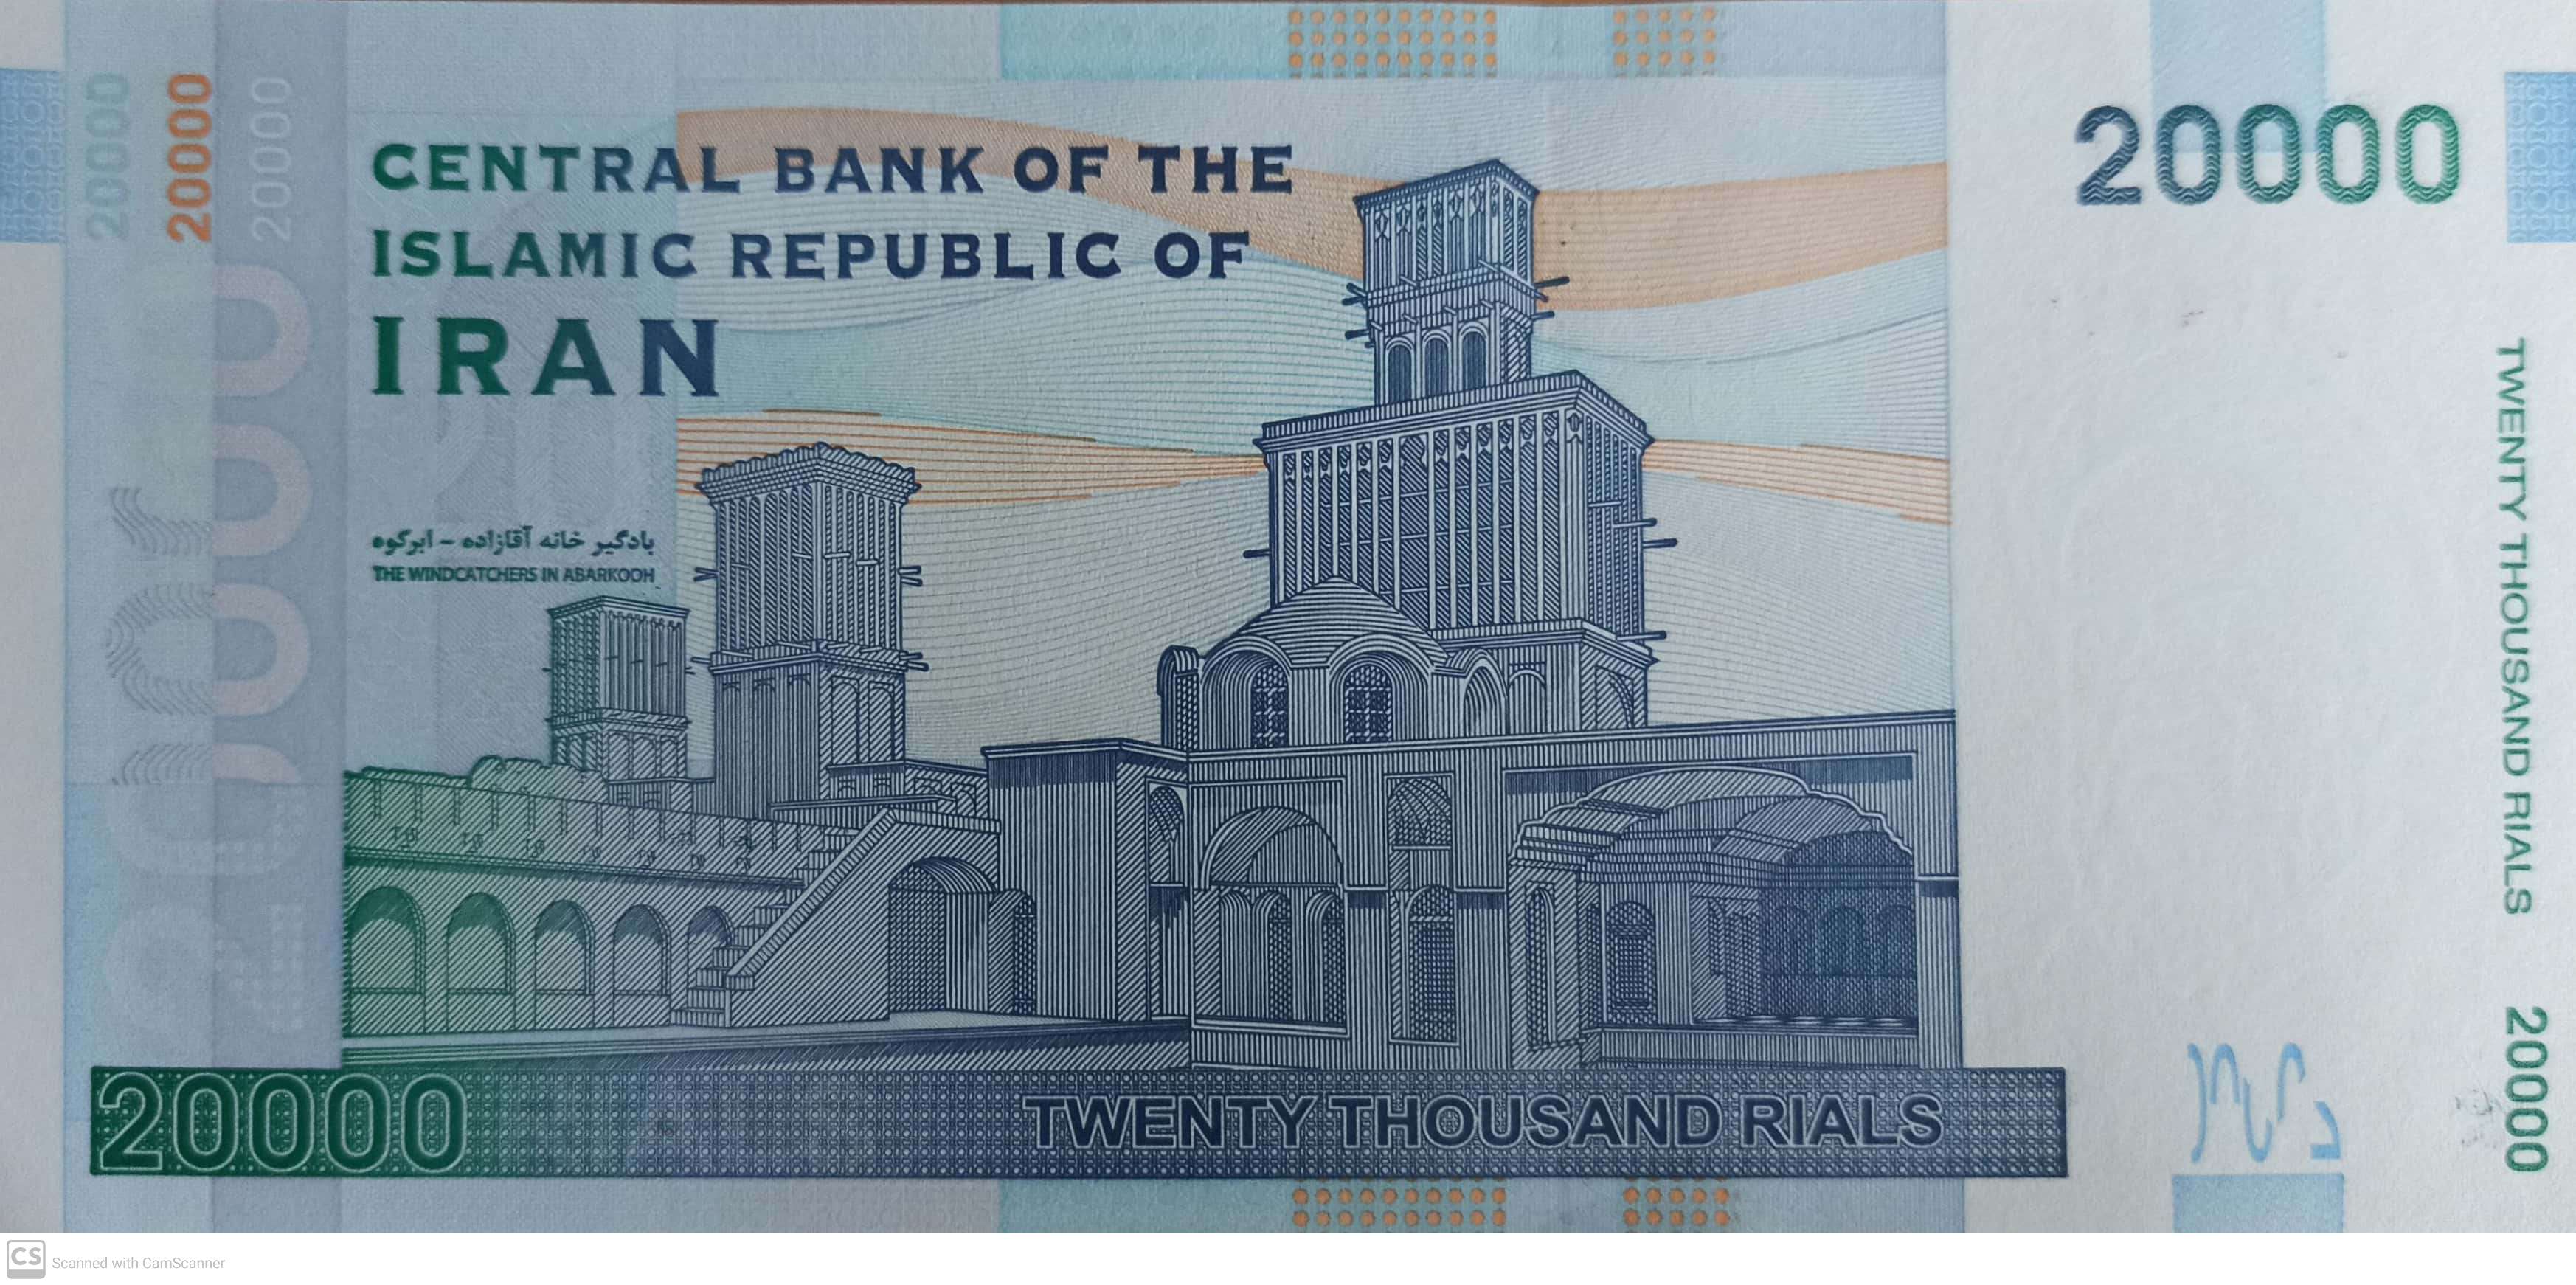 20000
20000
20000
CENTRAL BANK OF THE
ISLAMIC REPUBLIC OF
IRAN
20000
بادگیر خانه آقازاده - ابرکوه
THE WINDCATCHERS IN ABARKOOH
TWENTY THOUSAND RIALS 20000
20000
TWENTY THOUSAND RIALS
CS Scanned with CamScanner